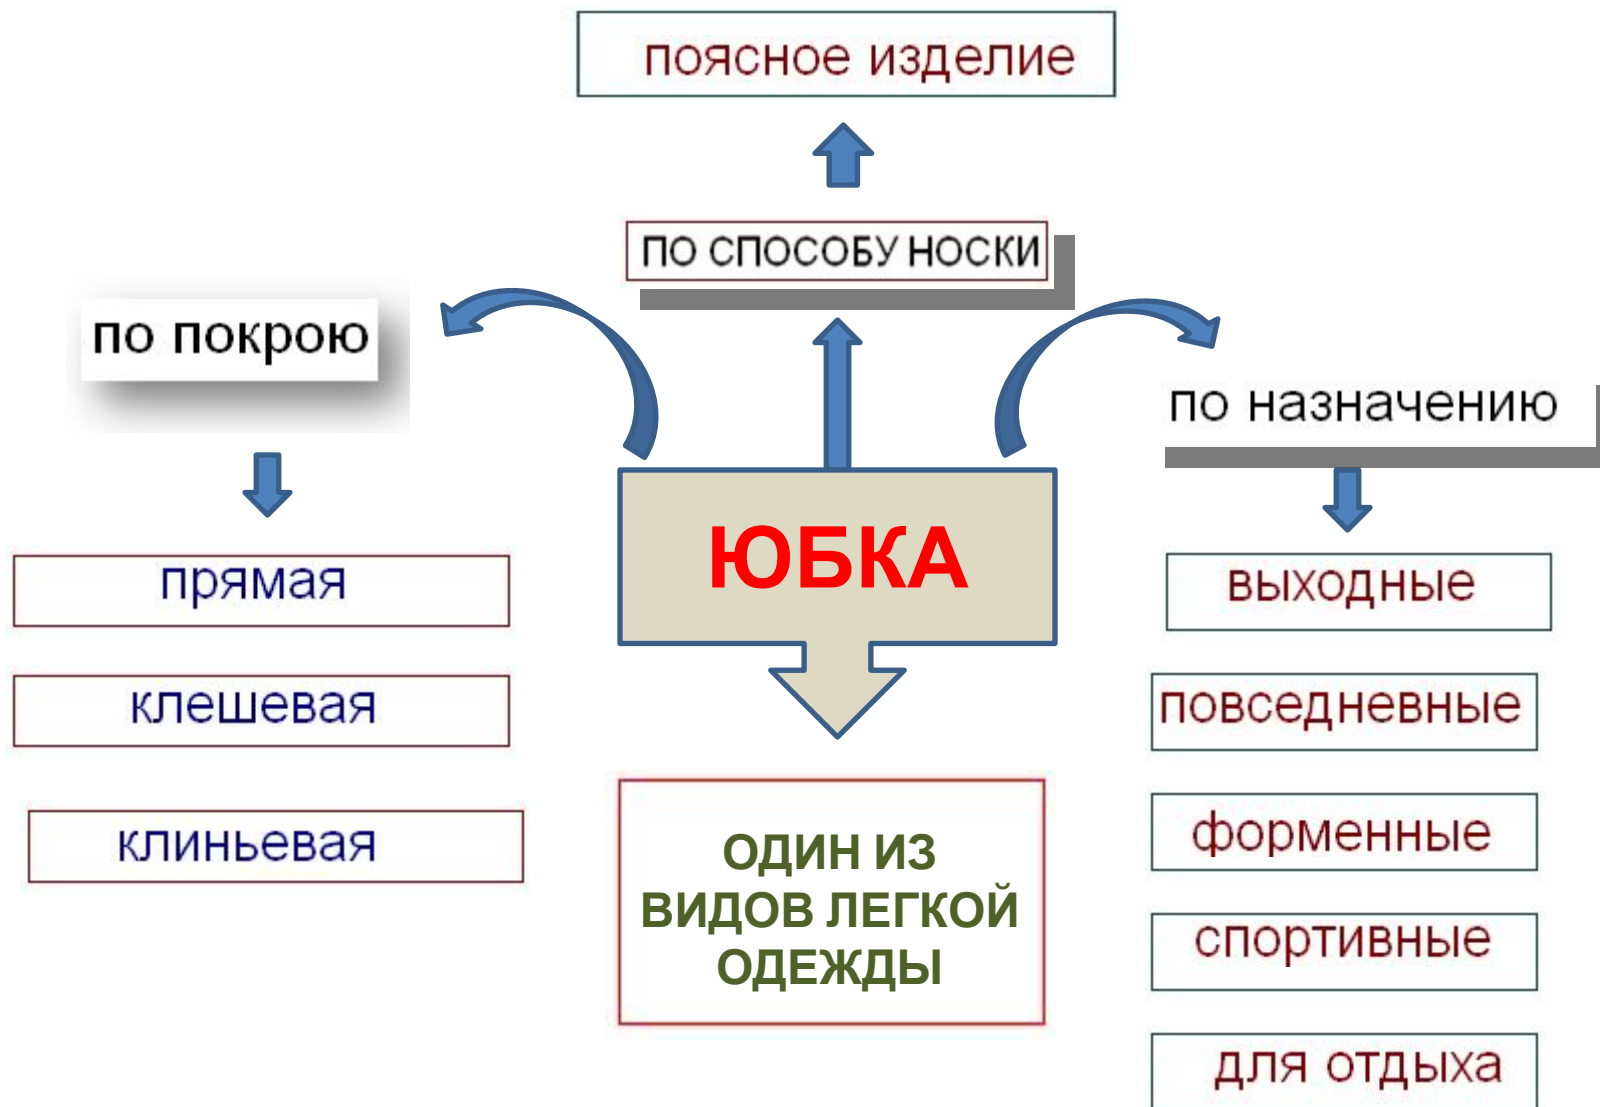 поясное изделие
ПО СПОСОБУ НОСКИ
по покрою
по назначению
ЮБКА
прямая
клешевая
клиньевая
ОДИН ИЗ
ВИДОВ ЛЕГКОЙ
ОДЕЖДЫ
выходные
повседневные
форменные
спортивные
для отдыха